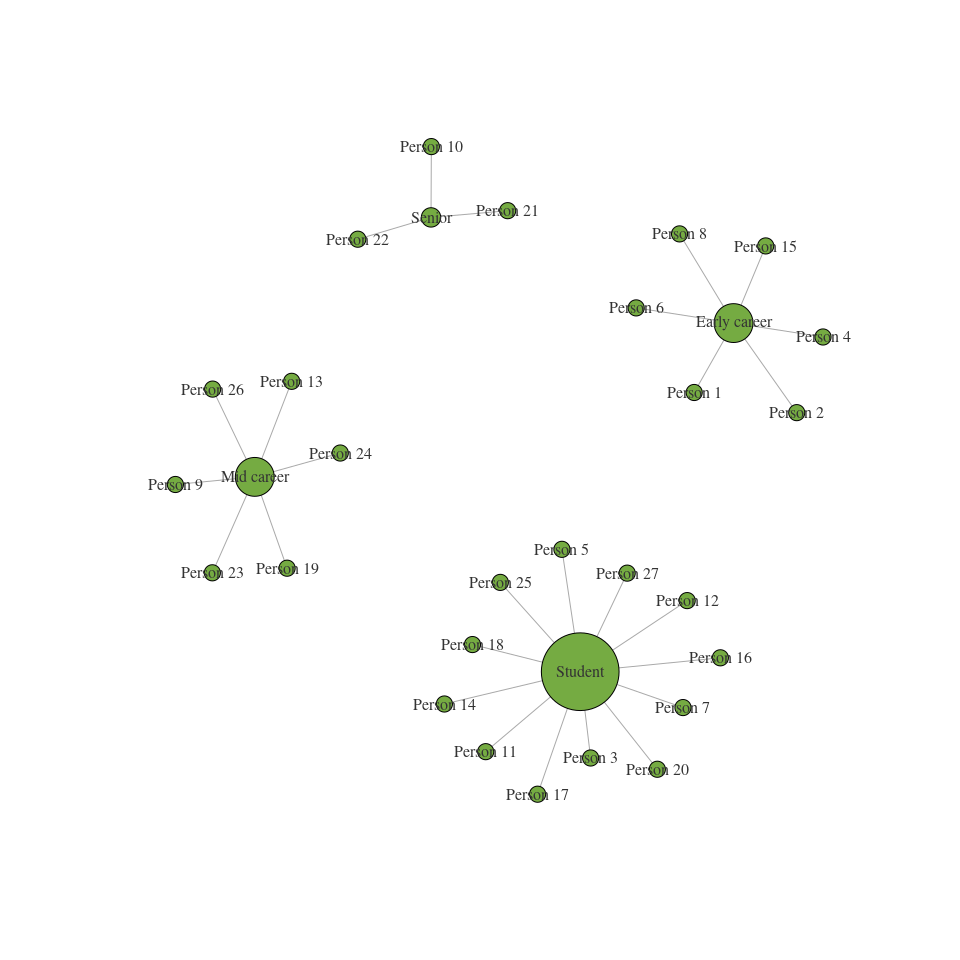 Person 10
Person 21
Senior
Person 22
Person 8
Person 15
Person 6
Early career
Person 4
Person 1
Person 2
Person 13
Person 26
Person 24
Mid career
Person 9
Person 19
Person 23
Person 5
Person 27
Person 25
Person 12
Person 18
Person 16
Student
Person 14
Person 7
Person 11
Person 3
Person 20
Person 17